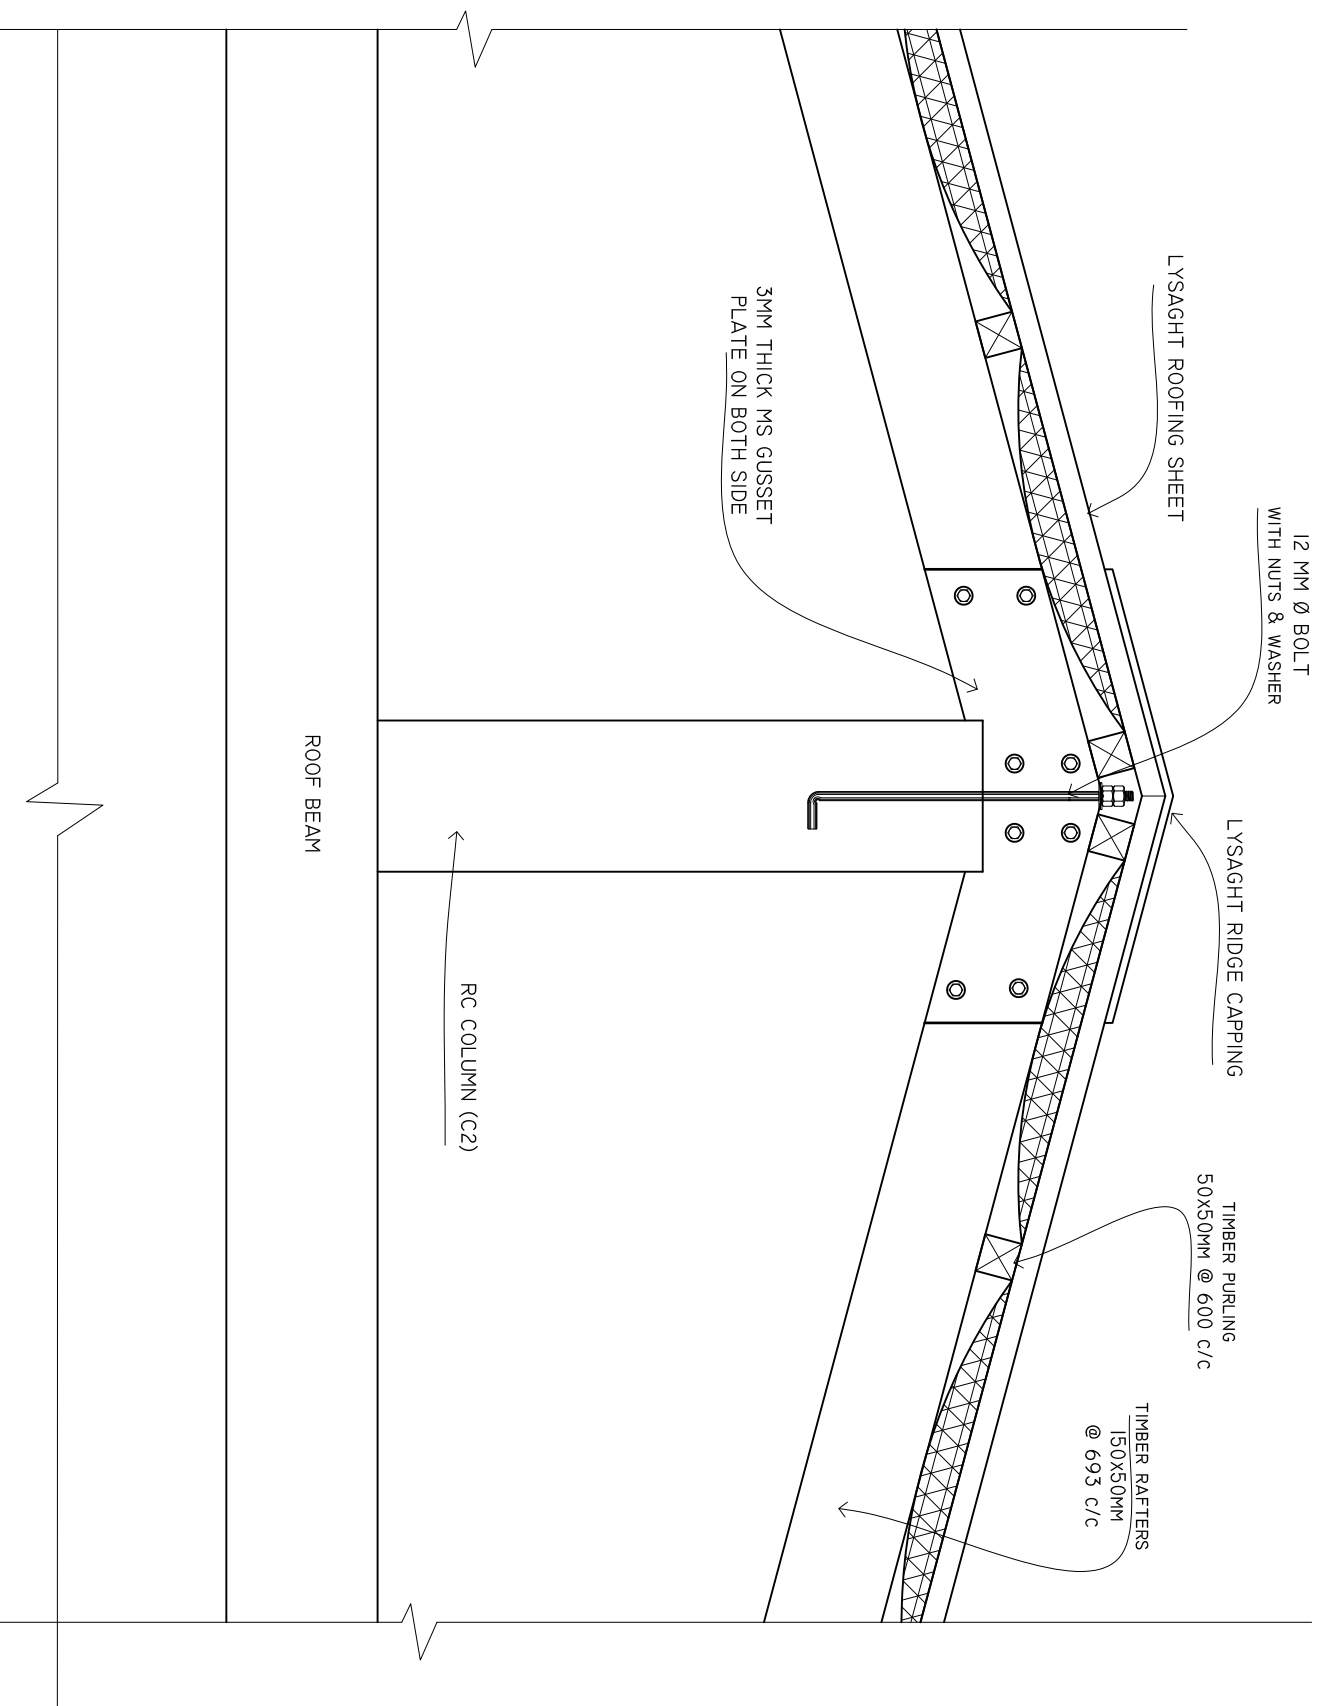 12 MM Ø BOLT
WITH NUTS & WASHER
LYSAGHT RIDGE CAPPING
LYSAGHT ROOFING SHEET
TIMBER PURLING
50X50MM @ 600 C/C
TIMBER RAFTERS
150X50MM
@ 693 C/C
3MM THICK MS GUSSET
PLATE ON BOTH SIDE
RC COLUMN (C2)
ROOF BEAM